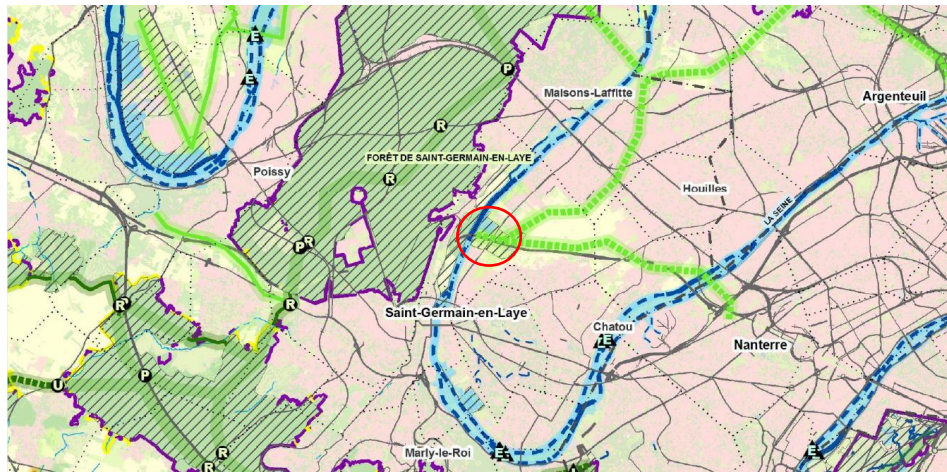 E
E
P
Maisons-Laffitte
Argenteuil
R
FORÊT DE SAINT-GERMAIN-EN-LAYE
Poissy
R
Houilles
LA SEINE
P
R
R
R
Saint-Germain-en-Laye
Chatou
E
Nanterre
P
U
Marly-le-Roi
E
E
R
R